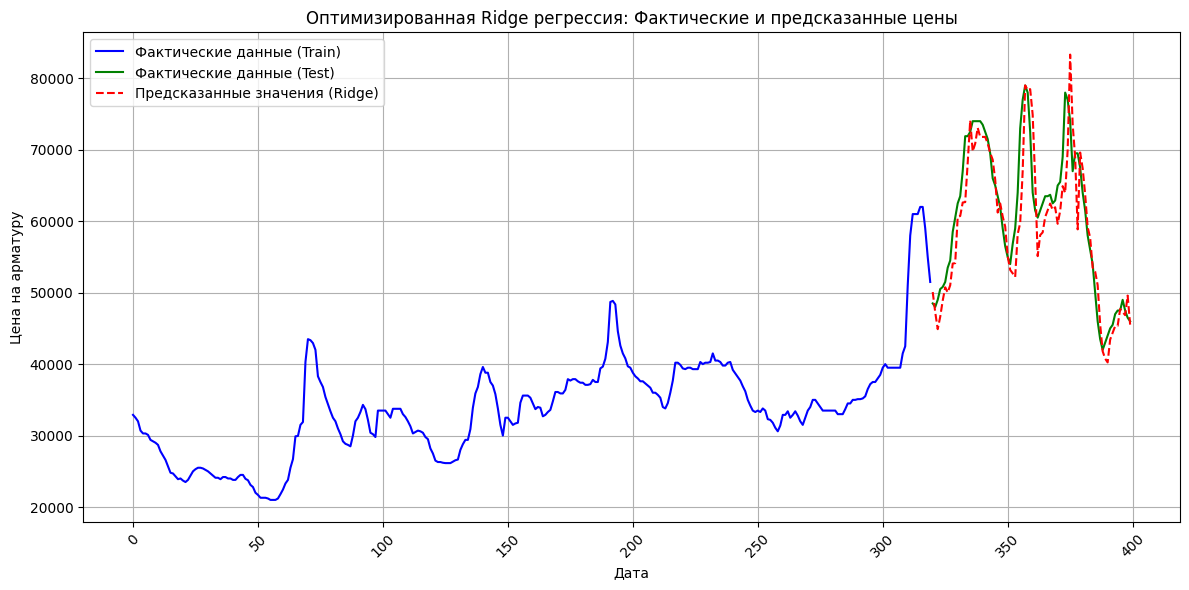 Оптимизированная Ridge регрессия: Фактические и предсказанные цены
Фактические данные (Train)
Фактические данные (Test)
Предсказанные значения (Ridge)
Цена на арматуру
80000
70000
60000
50000
40000
30000
20000
0
50
100
150
200
250
300
350
400
Дата